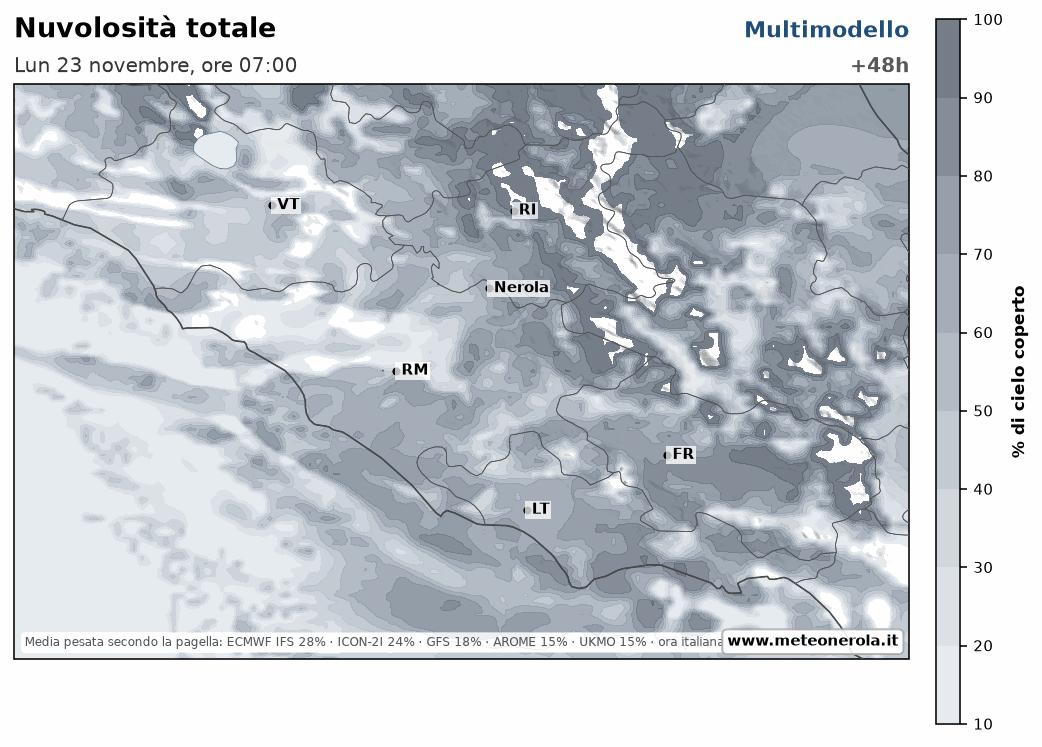 Nuvolosità totale
Multimodello
Lun 23 novembre, ore 07:00
+48h
100
90
80
70
60
50
40
30
20
10
% di cielo coperto
VT
RI
Nerola
RM
FR
LT
Media pesata secondo la pagella: ECMWF IFS 28% · ICON-2I 24% · GFS 18% · AROME 15% · UKMO 15% · ora italiana
www.meteonerola.it